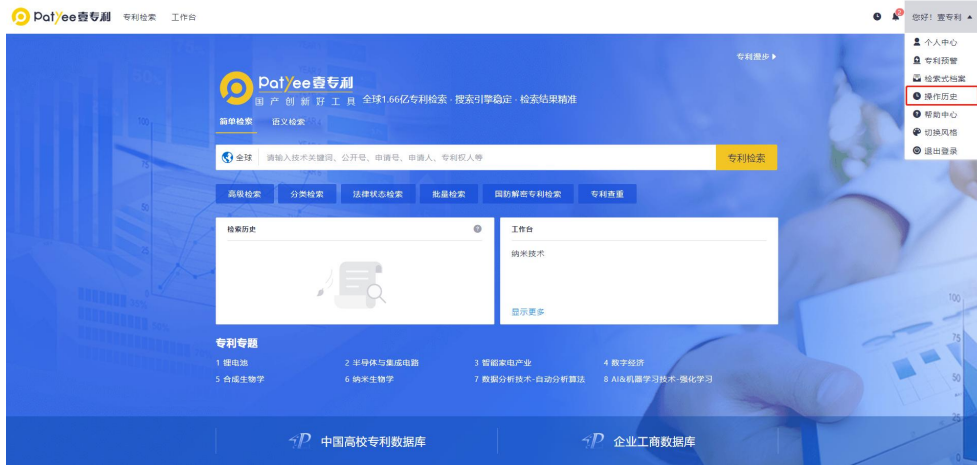 Patyee壹专利 专利检索 工作台
2
您好！壹专利
个人中心
专利预警
检索式档案
操作历史
帮助中心
切换风格
退出登录
专利漫步
Patyee壹专利
国产创新好工具 全球1.66亿专利检索·搜索引擎稳定·检索结果精准
简单检索 语义检索
全球 请输入技术关键词、公开号、申请号、申请人、专利权人等 专利检索
高级检索 分类检索 法律状态检索 批量检索 国防解密专利检索 专利查重
检索历史 工作台
纳米技术
显示更多
专利专题
1 锂电池 2 半导体与集成电路 3 智能家电产业 4 数字经济
5 合成生物学 6 纳米生物学 7 数据分析技术-自动分析算法 8 AI&机器学习技术-强化学习
中国高校专利数据库 企业工商数据库
100
75
50
25
0